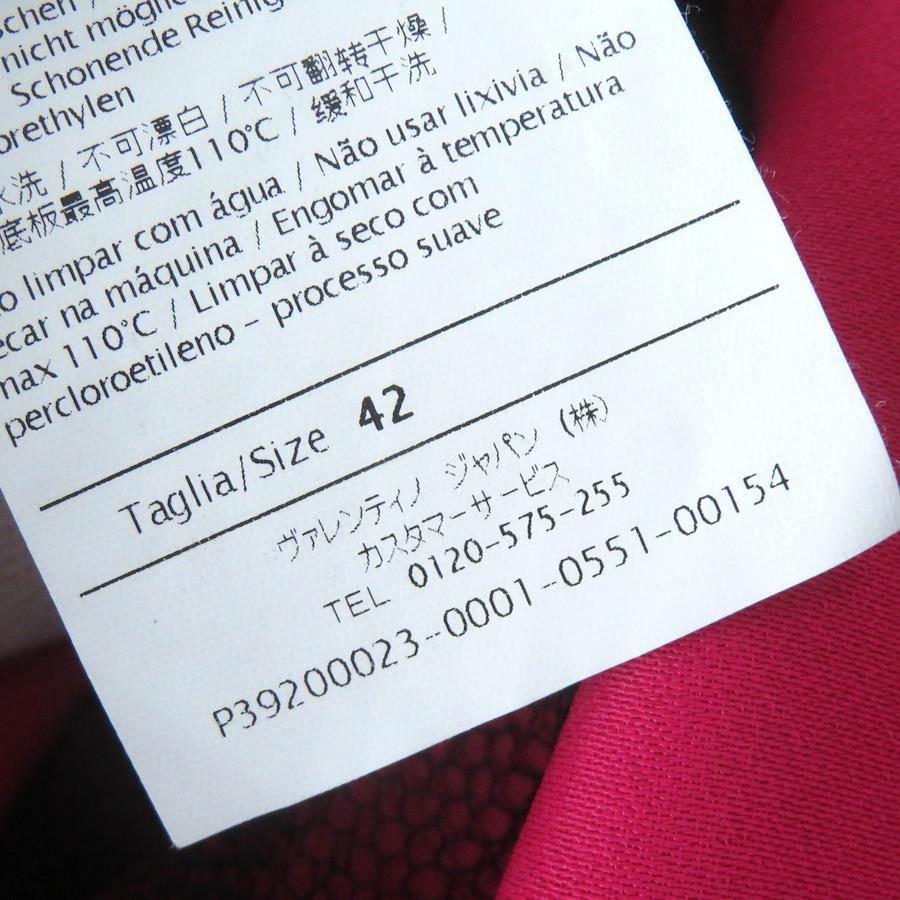 schen /
nicht möglich
Schonende Reinig
orethylen
水洗 / 不可漂白 / 不可翻转干燥 /
底板最高温度110°C / 缓和干洗
o limpar com água / Não usar lixivia / Não
ecar na máquina / Engomar à temperatura
max 110°C / Limpar à seco com
percloroetileno - processo suave
Taglia/Size 42
ヴァレンティノ ジャパン (株)
カスタマーサービス
TEL 0120-575-255
P39200023-0001-0551-00154